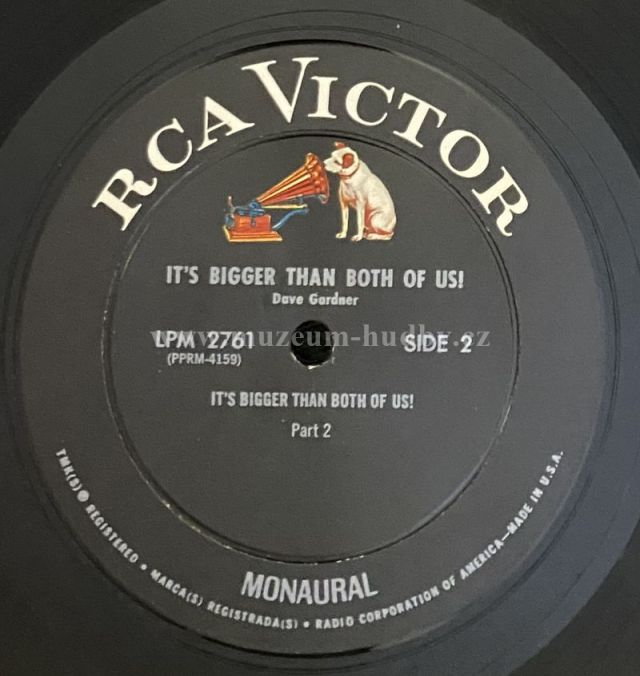 RCA VICTOR
IT'S BIGGER THAN BOTH OF US!
Dave Gardner
LPM 2761
(PPRM-4159)
SIDE 2
www.muzeum-hudby.cz
IT'S BIGGER THAN BOTH OF US!
Part 2
MONAURAL
TMK(S) ® REGISTERED • MARCA(S) REGISTRADA(S) • RADIO CORPORATION OF AMERICA—MADE IN U.S.A.